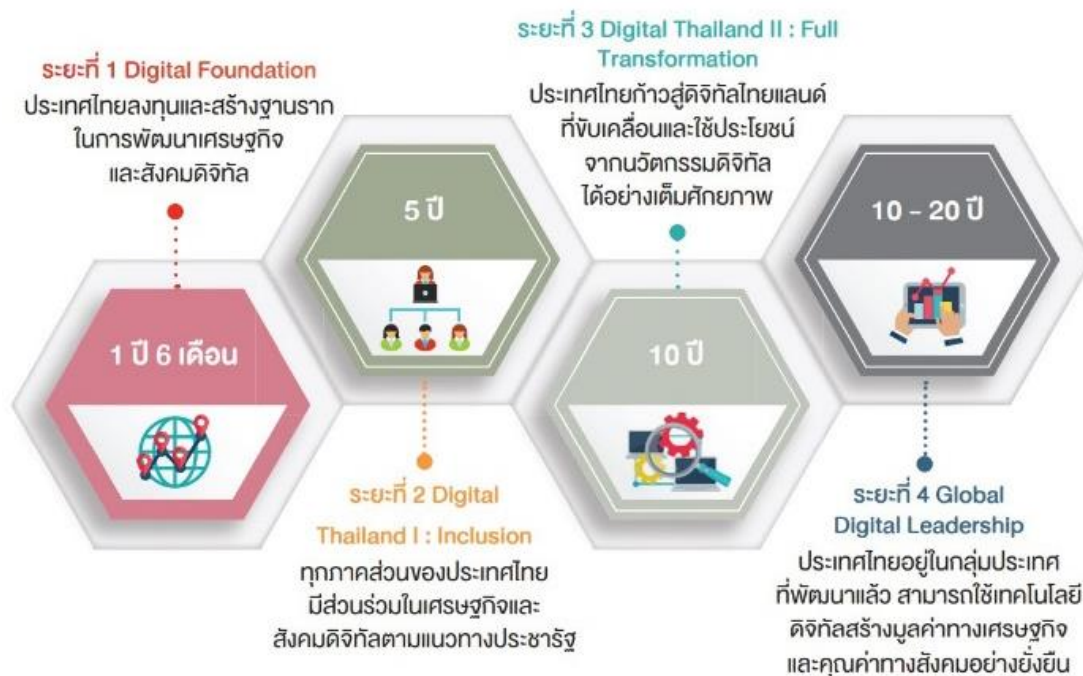 ระยะที่ 1 Digital Foundation
ประเทศไทยลงทุนและสร้างฐานราก
ในการพัฒนาเศรษฐกิจ
และสังคมดิจิทัล
1 ปี 6 เดือน
5 ปี
ระยะที่ 2 Digital
Thailand I : Inclusion
ทุกภาคส่วนของประเทศไทย
มีส่วนร่วมในเศรษฐกิจและ
สังคมดิจิทัลตามแนวทางประชารัฐ
ระยะที่ 3 Digital Thailand II : Full
Transformation
ประเทศไทยก้าวสู่ดิจิทัลไทยแลนด์
ที่ขับเคลื่อนและใช้ประโยชน์
จากนวัตกรรมดิจิทัล
ได้อย่างเต็มศักยภาพ
10 ปี
10 - 20 ปี
ระยะที่ 4 Global
Digital Leadership
ประเทศไทยอยู่ในกลุ่มประเทศ
ที่พัฒนาแล้ว สามารถใช้เทคโนโลยี
ดิจิทัลสร้างมูลค่าทางเศรษฐกิจ
และคุณค่าทางสังคมอย่างยั่งยืน